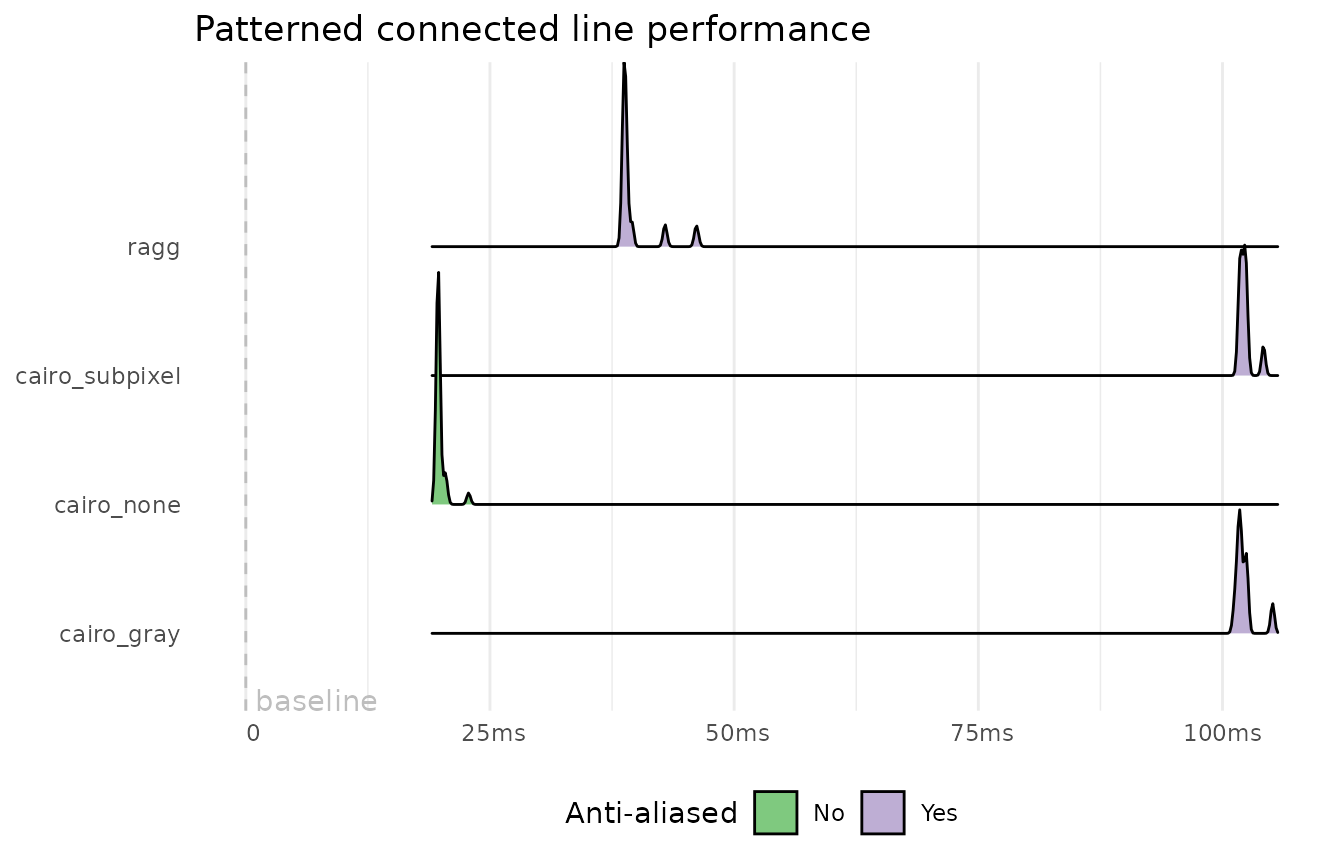 Patterned connected line performance
ragg
cairo_subpixel
cairo_none
cairo_gray
baseline
0 25ms 50ms 75ms 100ms
Anti-aliased No Yes